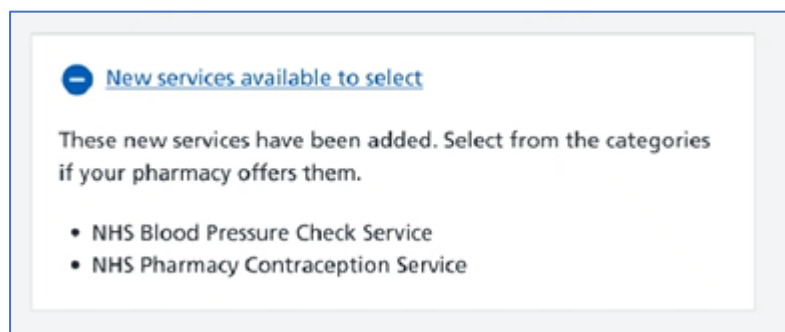 New services available to select
These new services have been added. Select from the categories
if your pharmacy offers them.
• NHS Blood Pressure Check Service
• NHS Pharmacy Contraception Service